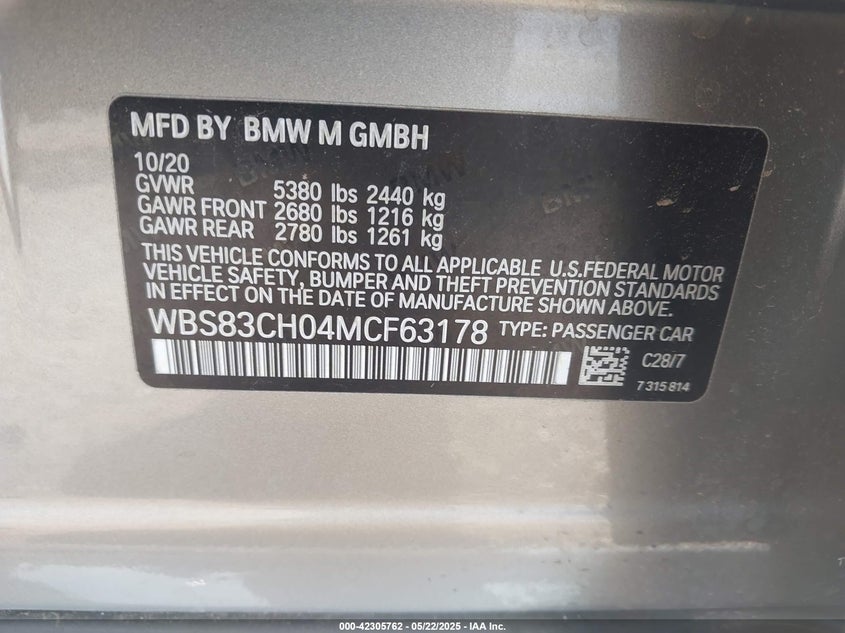 MFD BY BMW M GMBH
10/20
GVWR 5380 lbs 2440 kg
GAWR FRONT 2680 lbs 1216 kg
GAWR REAR 2780 lbs 1261 kg
THIS VEHICLE CONFORMS TO ALL APPLICABLE U.S.FEDERAL MOTOR
VEHICLE SAFETY, BUMPER AND THEFT PREVENTION STANDARDS
IN EFFECT ON THE DATE OF MANUFACTURE SHOWN ABOVE.
WBS83CH04MCF63178 TYPE: PASSENGER CAR
C28/7
7 315 814
000-42305762 - 05/22/2025 - IAA Inc.